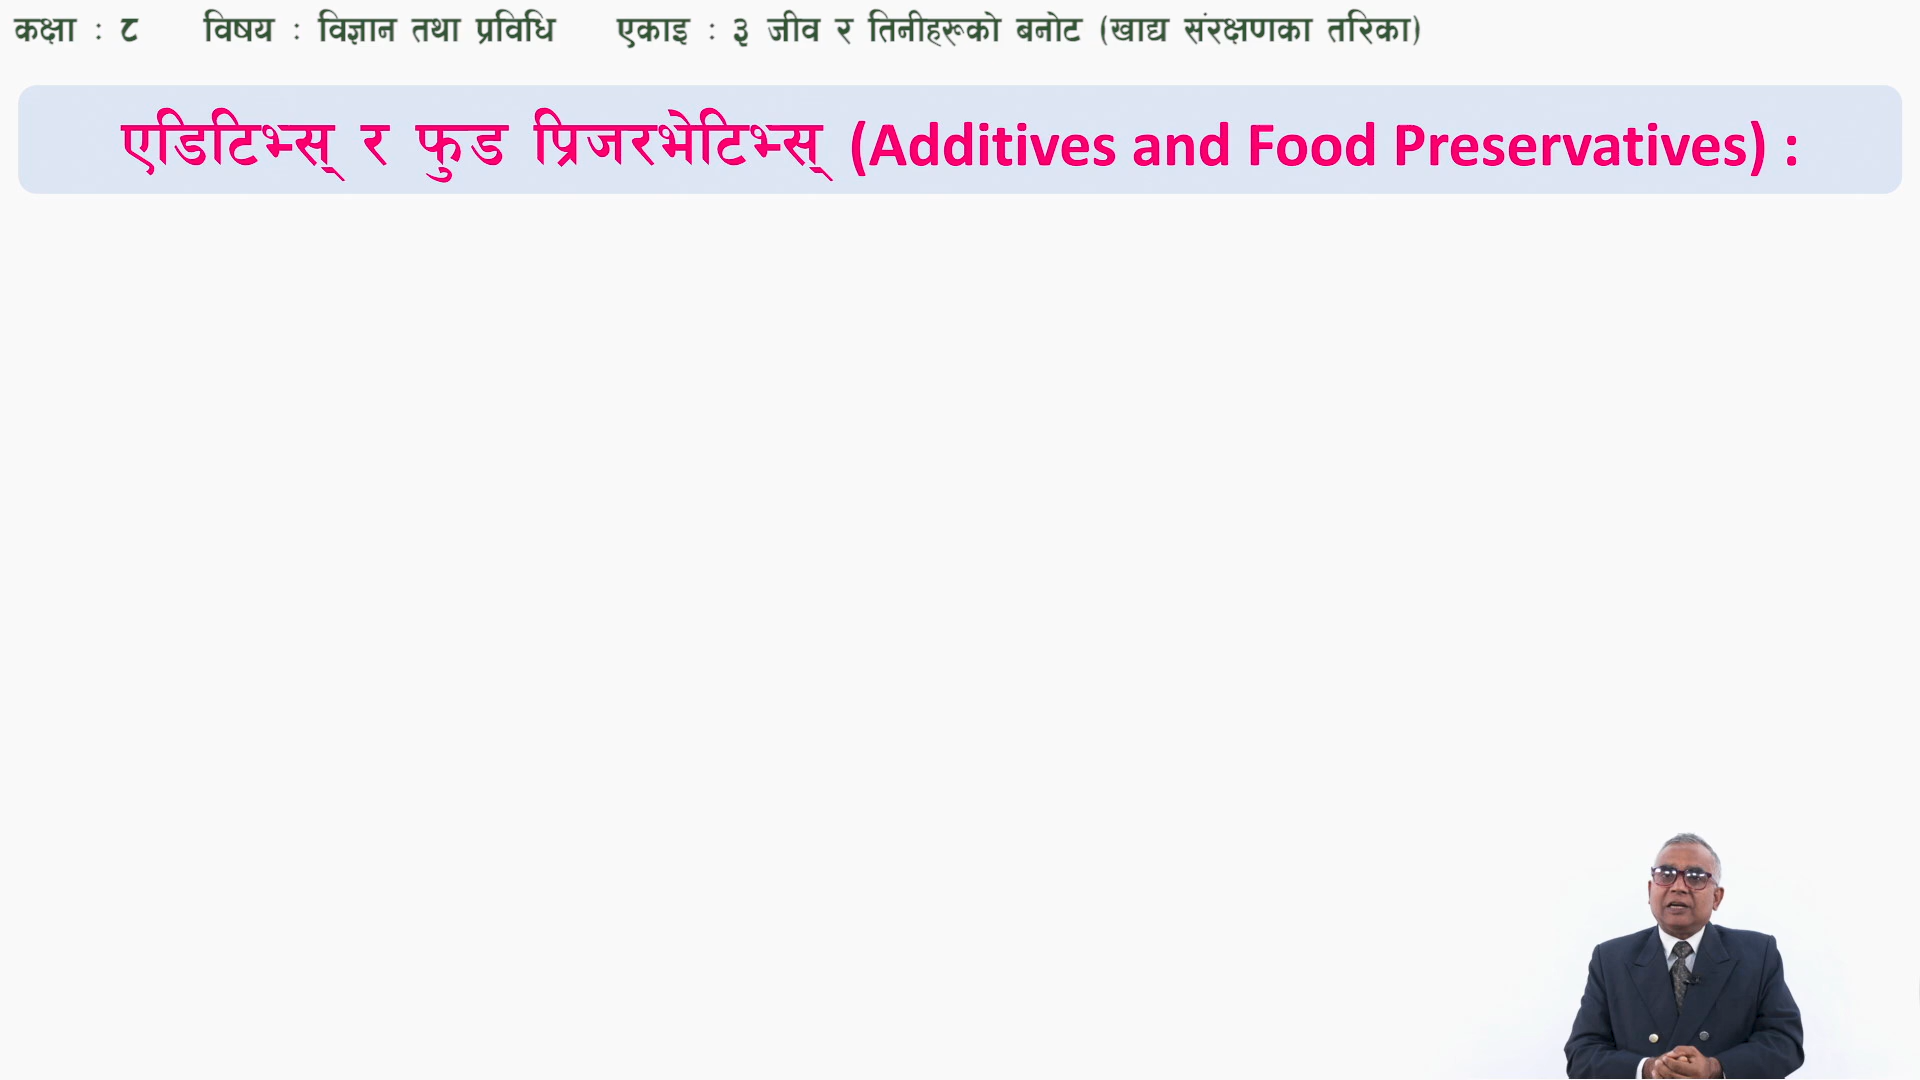 कक्षा : ८ विषय : विज्ञान तथा प्रविधि एकाइ : ३ जीव र तिनीहरूको बनोट (खाद्य संरक्षणका तरिका)
एडिटिभ्स् र फुड प्रिजरभेटिभ्स् (Additives and Food Preservatives) :